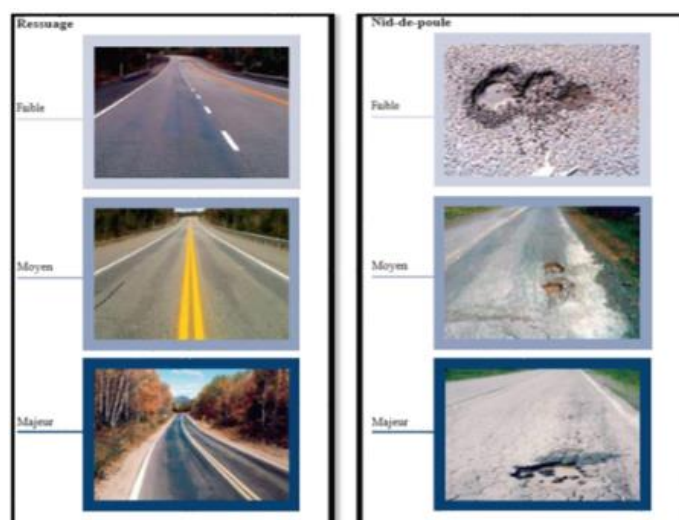 Ressuage
Faible
Moyen
Majeur
Nid-de-poule
Faible
Moyen
Majeur